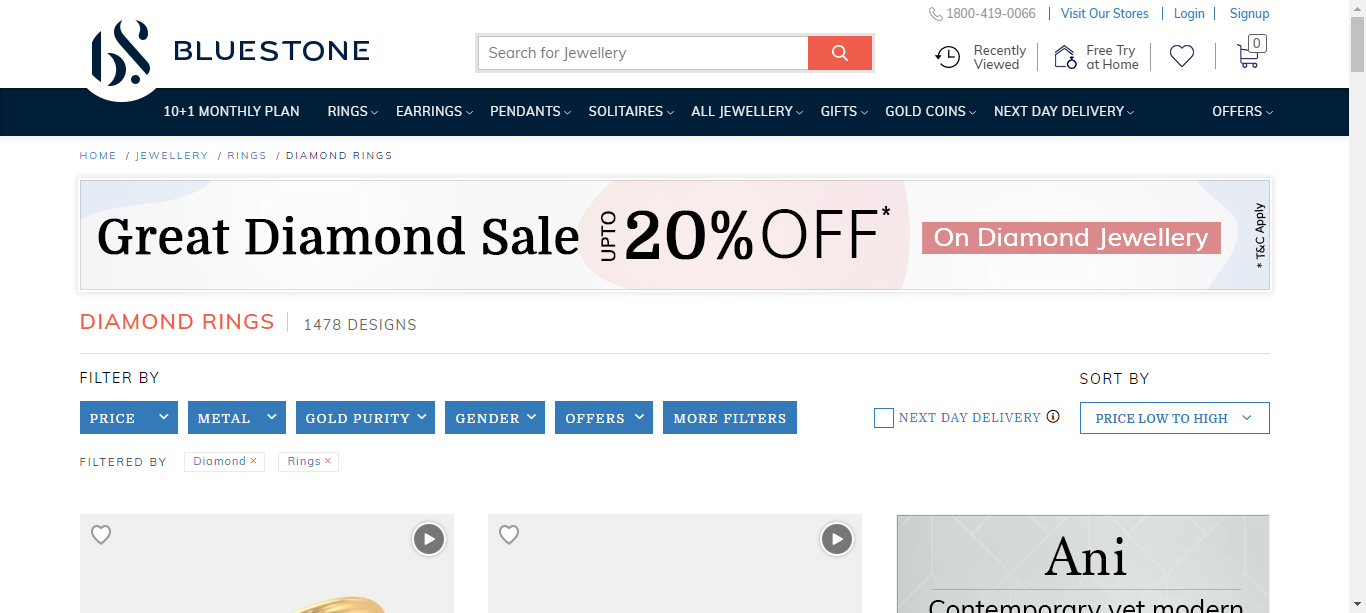 1800-419-0066 | Visit Our Stores | Login | Signup
BLUESTONE
Search for Jewellery
Recently Viewed
Free Try at Home
0
10+1 MONTHLY PLAN RINGS EARRINGS PENDANTS SOLITAIRES ALL JEWELLERY GIFTS GOLD COINS NEXT DAY DELIVERY OFFERS
HOME / JEWELLERY / RINGS / DIAMOND RINGS
Great Diamond Sale UPTO 20% OFF* On Diamond Jewellery * T&C Apply
DIAMOND RINGS | 1478 DESIGNS
FILTER BY
SORT BY
PRICE METAL GOLD PURITY GENDER OFFERS MORE FILTERS
NEXT DAY DELIVERY
PRICE LOW TO HIGH
FILTERED BY Diamond × Rings ×
Ani
Contemporary yet modern